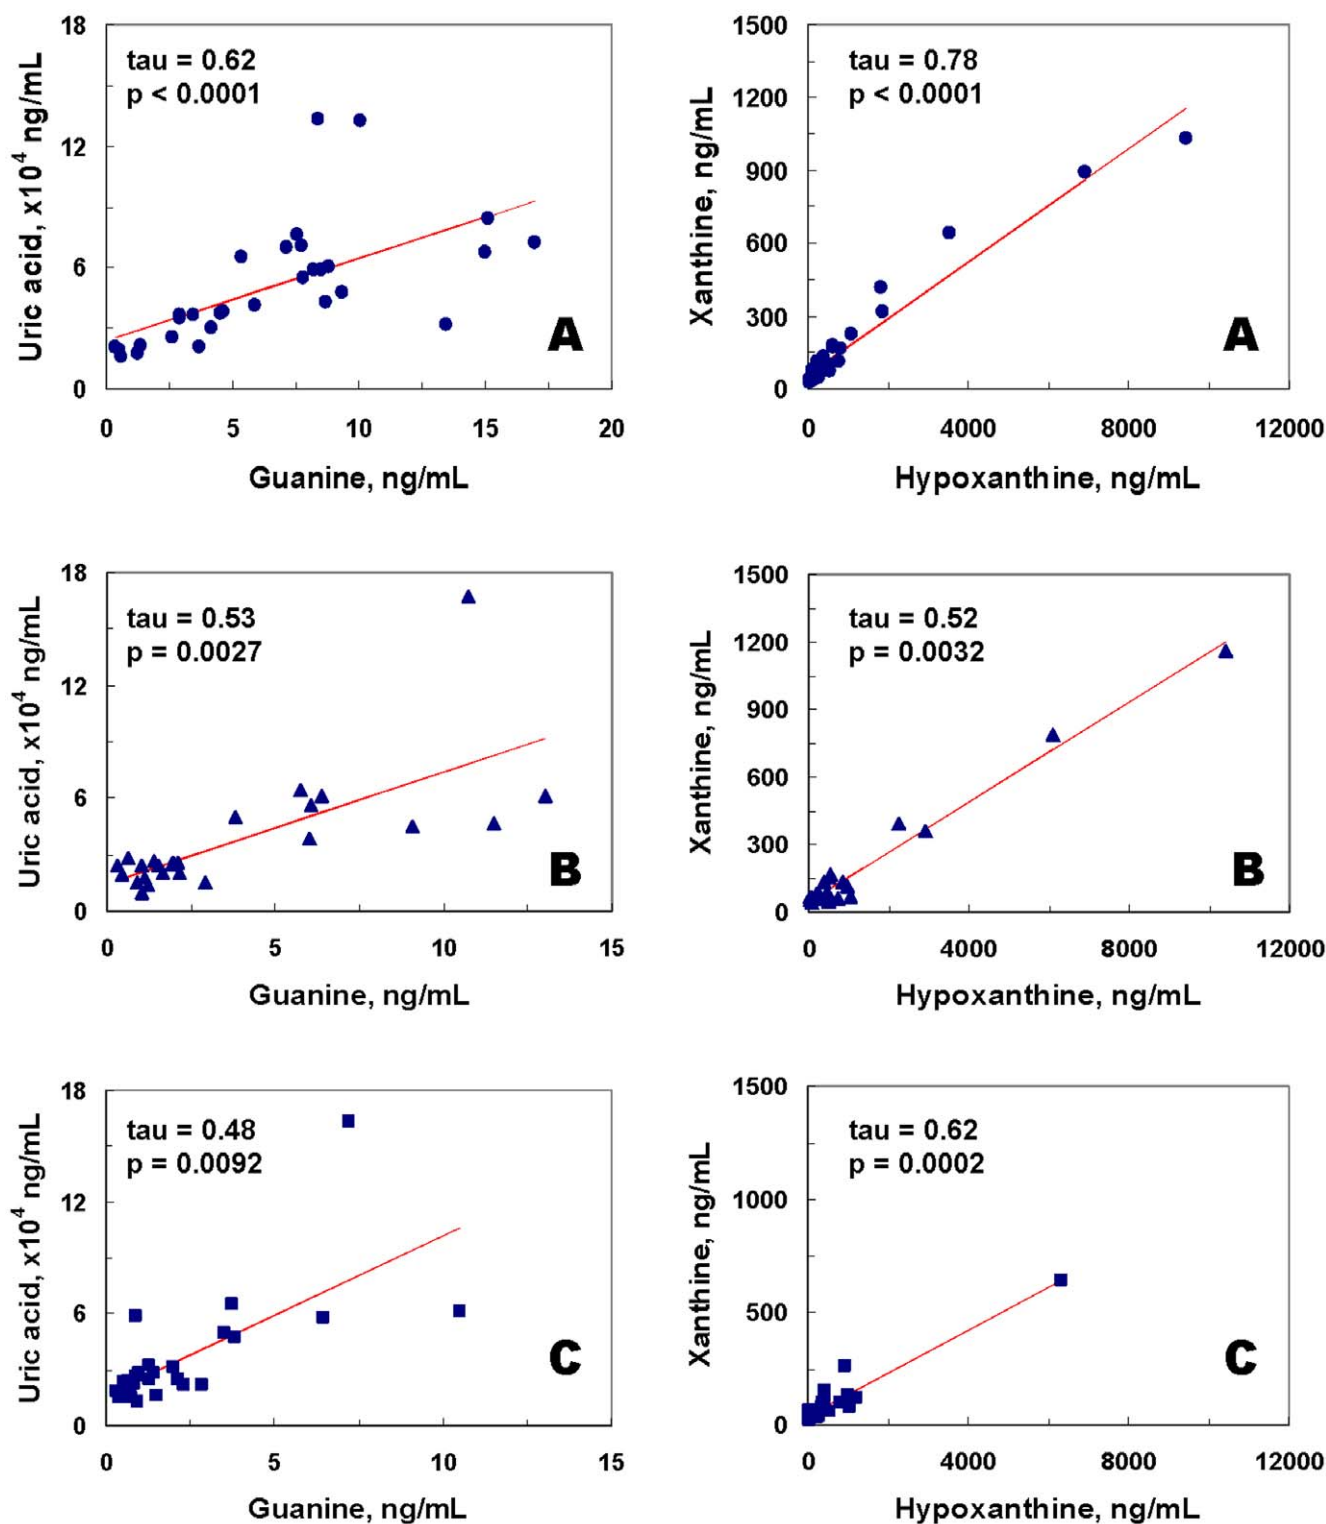 18
12
6
0
Uric acid, x10⁴ ng/mL
tau = 0.62
p < 0.0001
A
0 5 10 15 20
Guanine, ng/mL
1500
1200
900
600
300
0
Xanthine, ng/mL
tau = 0.78
p < 0.0001
A
0 4000 8000 12000
Hypoxanthine, ng/mL
18
12
6
0
Uric acid, x10⁴ ng/mL
tau = 0.53
p = 0.0027
B
0 5 10 15
Guanine, ng/mL
1500
1200
900
600
300
0
Xanthine, ng/mL
tau = 0.52
p = 0.0032
B
0 4000 8000 12000
Hypoxanthine, ng/mL
18
12
6
0
Uric acid, x10⁴ ng/mL
tau = 0.48
p = 0.0092
C
0 5 10 15
Guanine, ng/mL
1500
1000
500
0
Xanthine, ng/mL
tau = 0.62
p = 0.0002
C
0 4000 8000 12000
Hypoxanthine, ng/mL